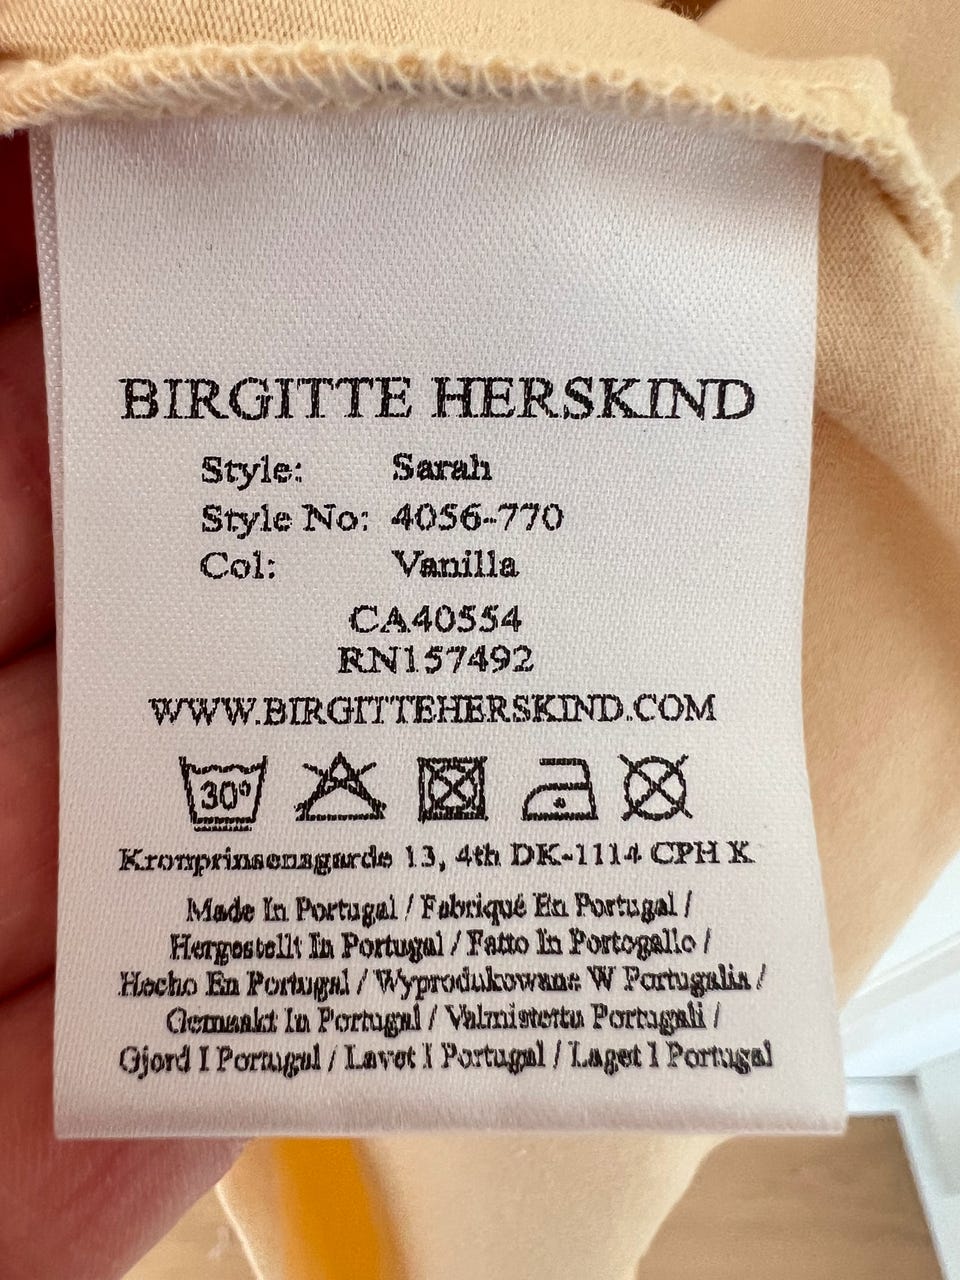 BIRGITTE HERSKIND
Style: Sarah
Style No: 4056-770
Col: Vanilla
CA40554
RN157492
WWW.BIRGITTEHERSKIND.COM
30°
Kronprinsensgarde 13, 4th DK-1114 CPH K
Made In Portugal / Fabriqué En Portugal /
Hergestellt In Portugal / Fatto In Portogallo /
Hecho En Portugal / Wyprodukowane W Portugalia /
Gemaakt In Portugal / Valmistettu Portugali /
Gjord I Portugal / Lavet I Portugal / Laget I Portugal